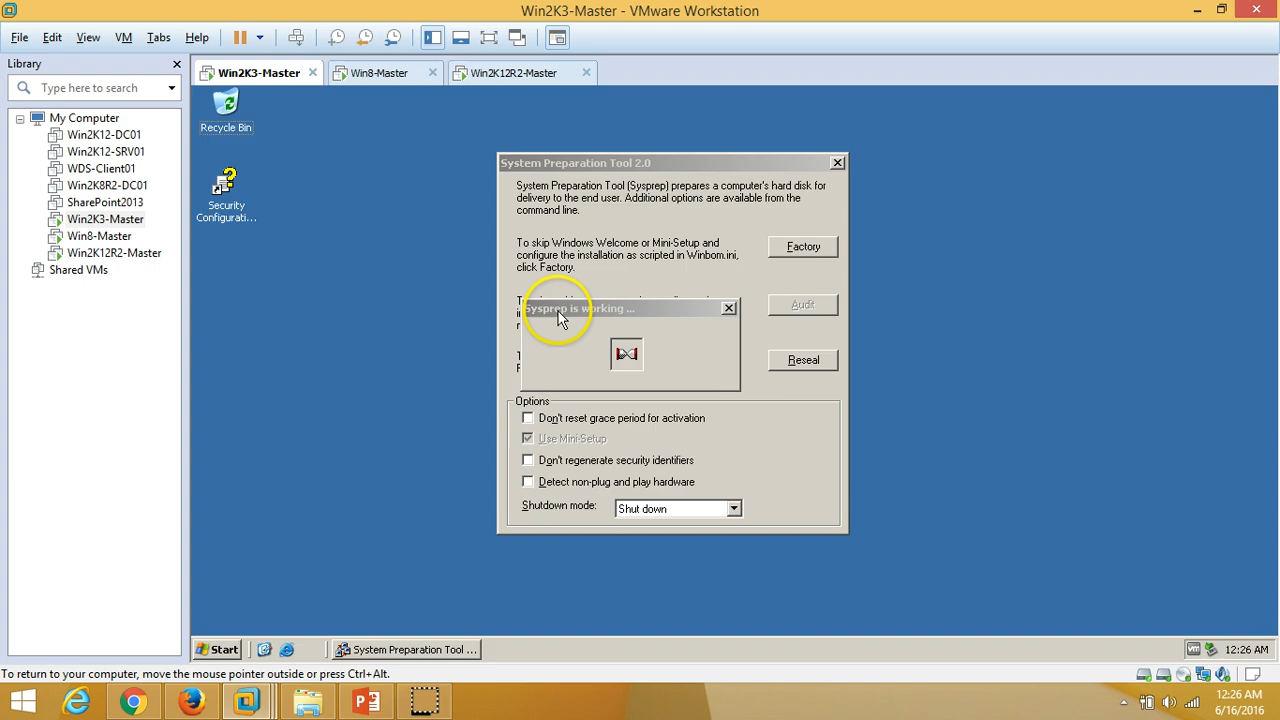 Win2K3-Master - VMware Workstation
File Edit View VM Tabs Help
Library
Type here to search
My Computer
Win2K12-DC01
Win2K12-SRV01
WDS-Client01
Win2K8R2-DC01
SharePoint2013
Win2K3-Master
Win8-Master
Win2K12R2-Master
Shared VMs
Win2K3-Master Win8-Master Win2K12R2-Master
Recycle Bin
Security
Configurati...
System Preparation Tool 2.0
System Preparation Tool (Sysprep) prepares a computer's hard disk for
delivery to the end user. Additional options are available from the
command line.
To skip Windows Welcome or Mini-Setup and
configure the installation as scripted in Winbom.ini,
click Factory.
Factory
Sysprep is working ...
Audit
Reseal
Options
Don't reset grace period for activation
Use Mini-Setup
Don't regenerate security identifiers
Detect non-plug and play hardware
Shutdown mode: Shut down
Start System Preparation Tool ... vm 12:26 AM
To return to your computer, move the mouse pointer outside or press Ctrl+Alt.
12:26 AM
6/16/2016